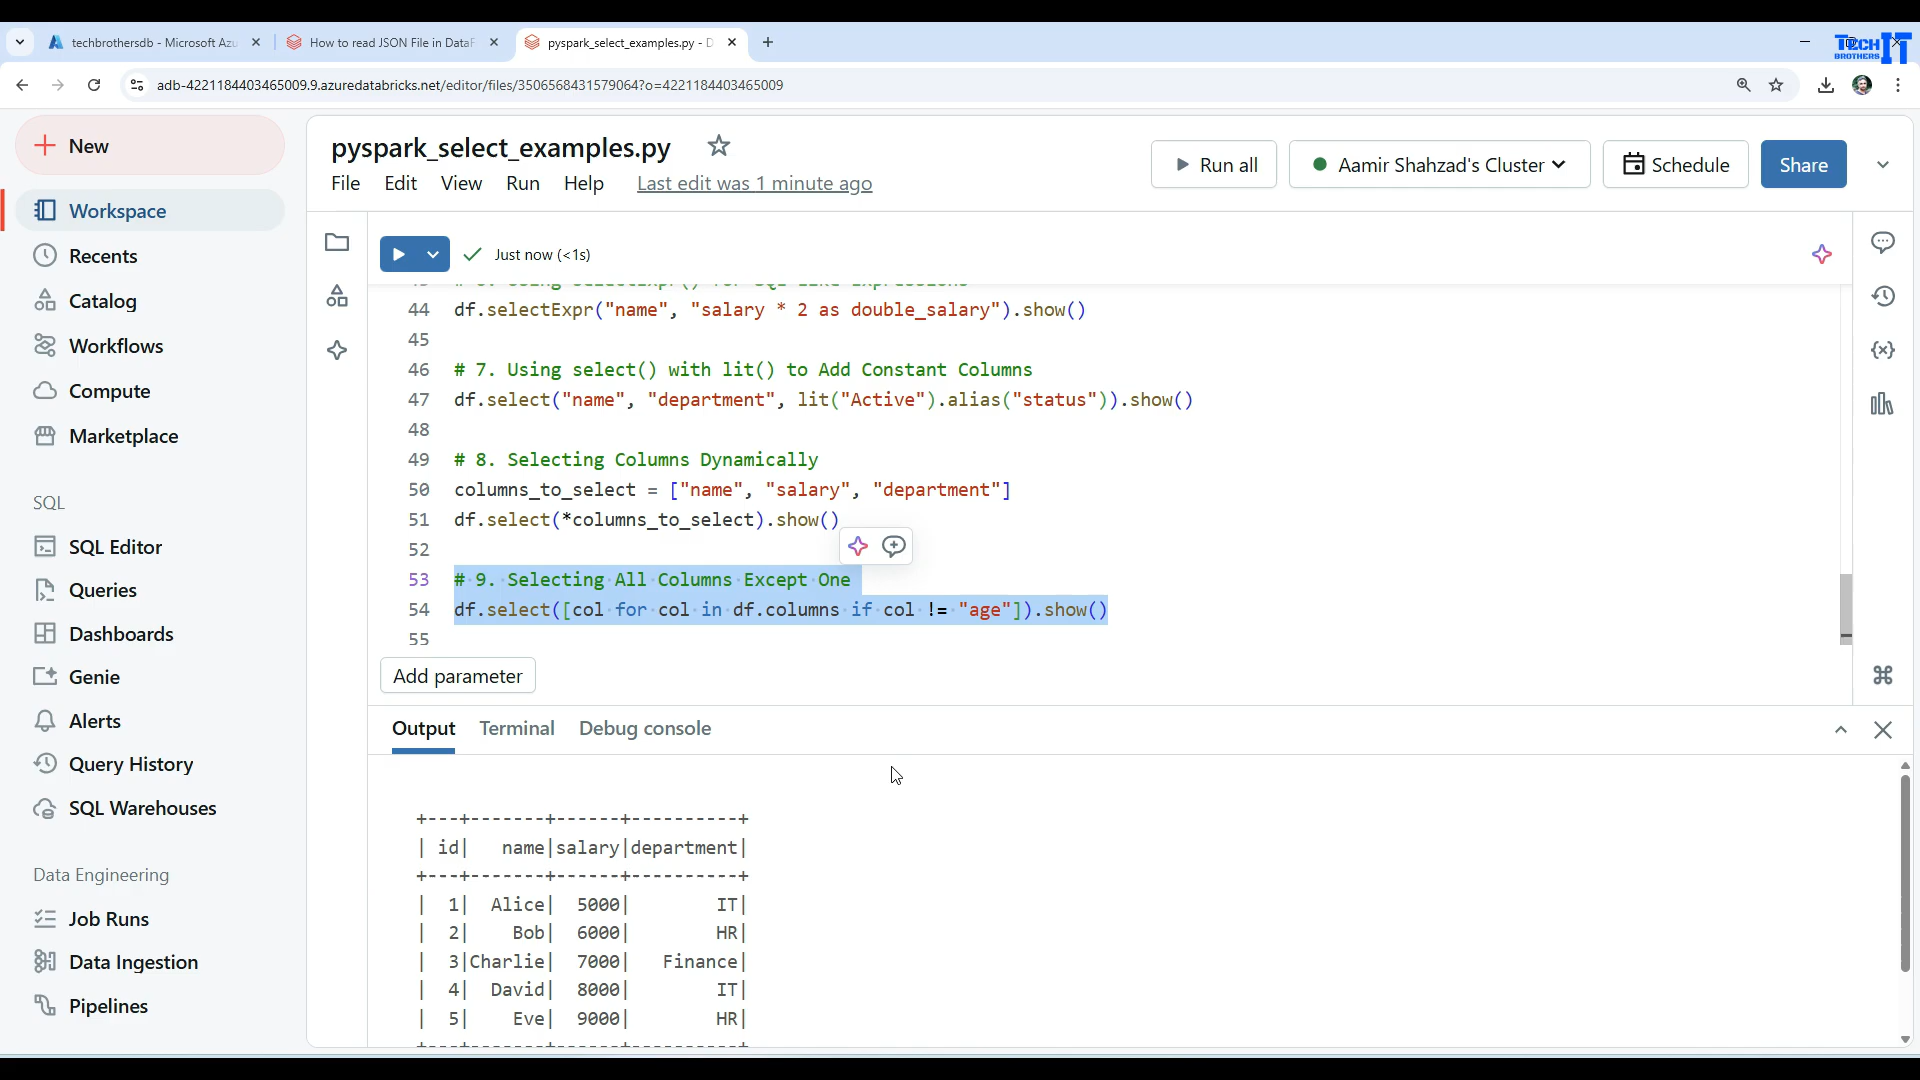 techbrothersdb - Microsoft Azu
How to read JSON File in DataF
pyspark_select_examples.py - D
TECH IT
BROTHERS
adb-4221184403465009.9.azuredatabricks.net/editor/files/3506568431579064?o=4221184403465009
New
Workspace
Recents
Catalog
Workflows
Compute
Marketplace
SQL
SQL Editor
Queries
Dashboards
Genie
Alerts
Query History
SQL Warehouses
Data Engineering
Job Runs
Data Ingestion
Pipelines
pyspark_select_examples.py
File Edit View Run Help Last edit was 1 minute ago
Run all
Aamir Shahzad's Cluster
Schedule
Share
Just now (<1s)
44 df.selectExpr("name", "salary * 2 as double_salary").show()
45
46 # 7. Using select() with lit() to Add Constant Columns
47 df.select("name", "department", lit("Active").alias("status")).show()
48
49 # 8. Selecting Columns Dynamically
50 columns_to_select = ["name", "salary", "department"]
51 df.select(*columns_to_select).show()
52
53 # 9. Selecting All Columns Except One
54 df.select([col for col in df.columns if col != "age"]).show()
55
Add parameter
Output Terminal Debug console
+---+-------+------+----------+
| id|   name|salary|department|
+---+-------+------+----------+
|  1|  Alice|  5000|        IT|
|  2|    Bob|  6000|        HR|
|  3|Charlie|  7000|   Finance|
|  4|  David|  8000|        IT|
|  5|    Eve|  9000|        HR|
+---+-------+------+----------+